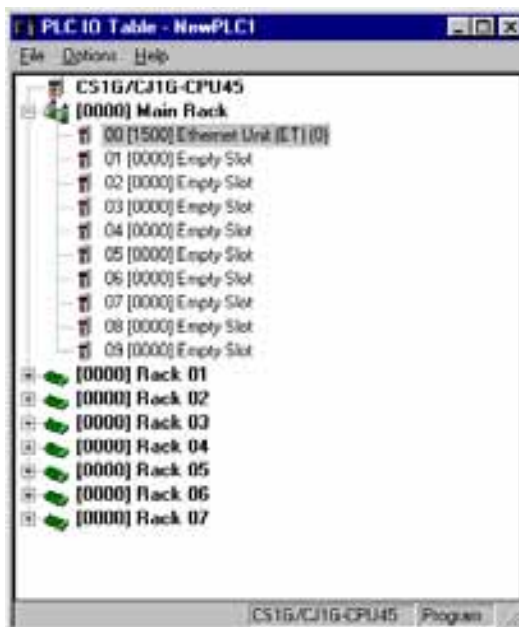 PLC IO Table - NewPLC1
File Options Help
CS1G/CJ1G-CPU45
[0000] Main Rack
00 [1500] Ethernet Unit (ET) (0)
01 [0000] Empty Slot
02 [0000] Empty Slot
03 [0000] Empty Slot
04 [0000] Empty Slot
05 [0000] Empty Slot
06 [0000] Empty Slot
07 [0000] Empty Slot
08 [0000] Empty Slot
09 [0000] Empty Slot
[0000] Rack 01
[0000] Rack 02
[0000] Rack 03
[0000] Rack 04
[0000] Rack 05
[0000] Rack 06
[0000] Rack 07
CS1G/CJ1G-CPU45 Program